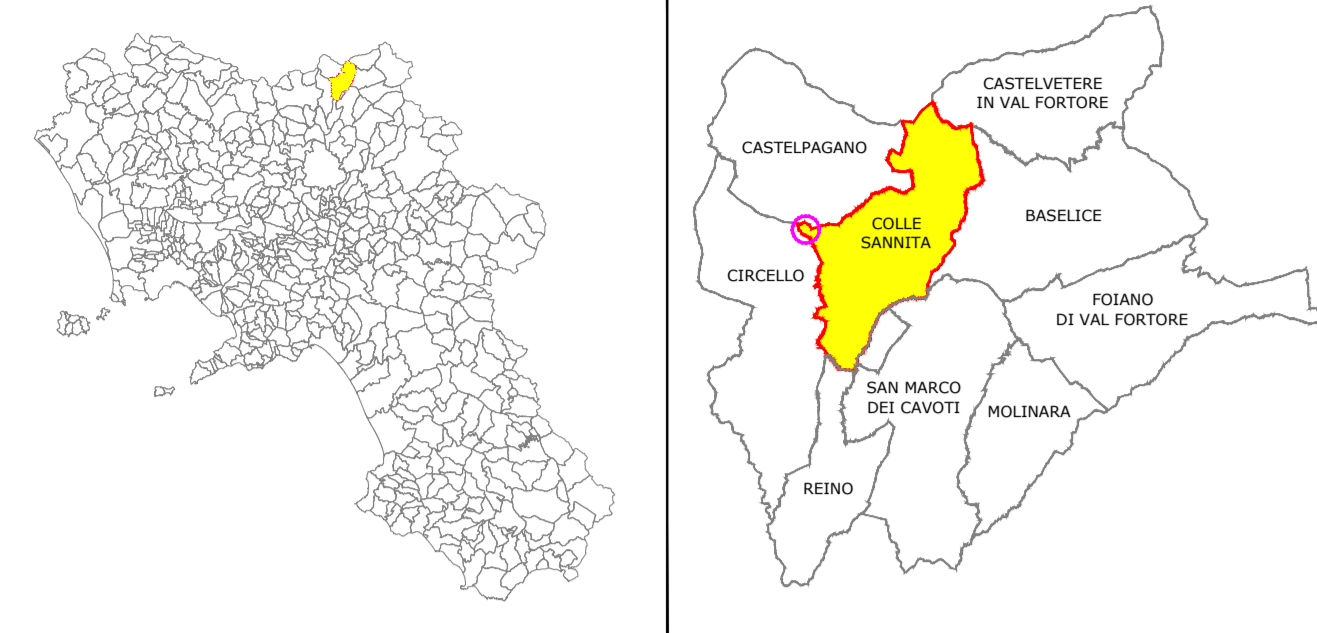 CASTELVETERE
IN VAL FORTORE
CASTELPAGANO
BASELICE
COLLE
SANNITA
CIRCELLO
FOIANO
DI VAL FORTORE
SAN MARCO
DEI CAVOTI
MOLINARA
REINO